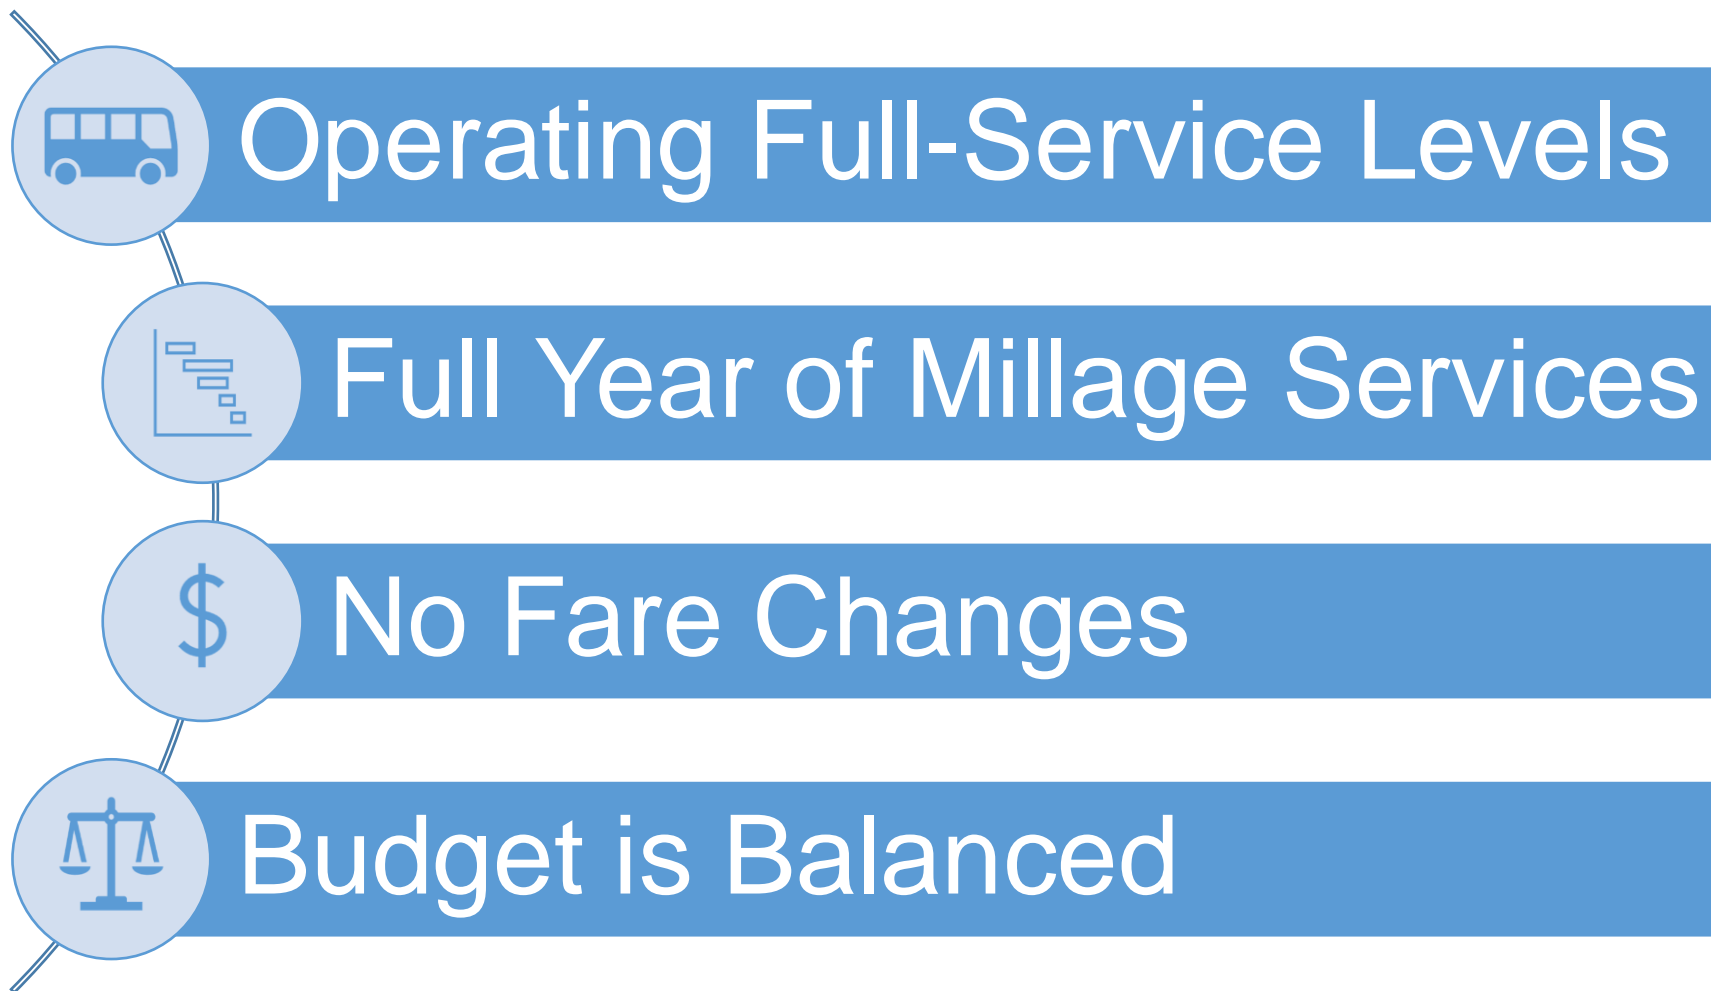 Operating Full-Service Levels
Full Year of Millage Services
No Fare Changes
Budget is Balanced